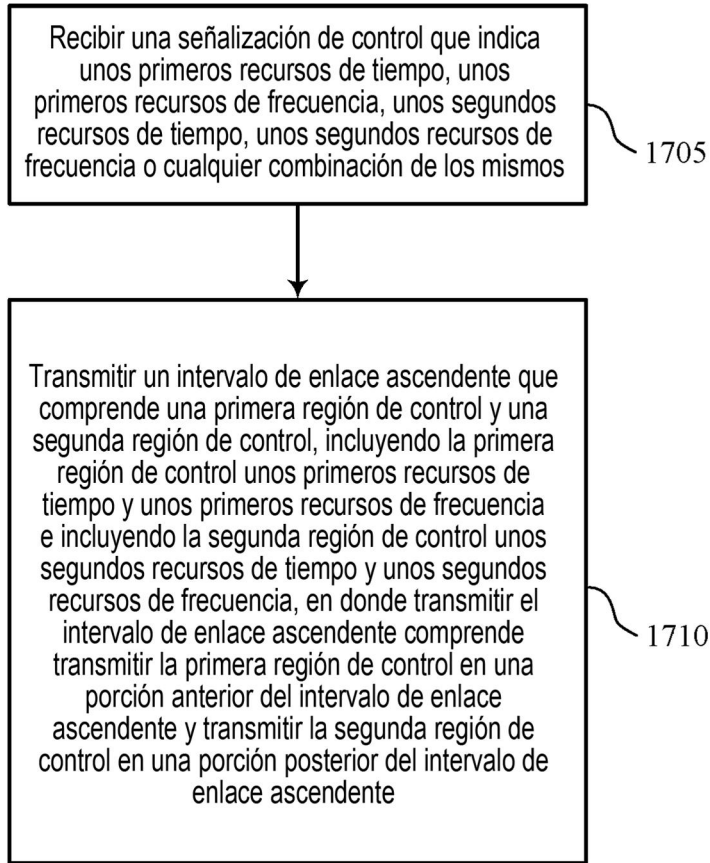 Recibir una señalización de control que indica
unos primeros recursos de tiempo, unos
primeros recursos de frecuencia, unos segundos
recursos de tiempo, unos segundos recursos de
frecuencia o cualquier combinación de los mismos
1705
Transmitir un intervalo de enlace ascendente que
comprende una primera región de control y una
segunda región de control, incluyendo la primera
región de control unos primeros recursos de
tiempo y unos primeros recursos de frecuencia
e incluyendo la segunda región de control unos
segundos recursos de tiempo y unos segundos
recursos de frecuencia, en donde transmitir el
intervalo de enlace ascendente comprende
transmitir la primera región de control en una
porción anterior del intervalo de enlace
ascendente y transmitir la segunda región de
control en una porción posterior del intervalo de
enlace ascendente
1710